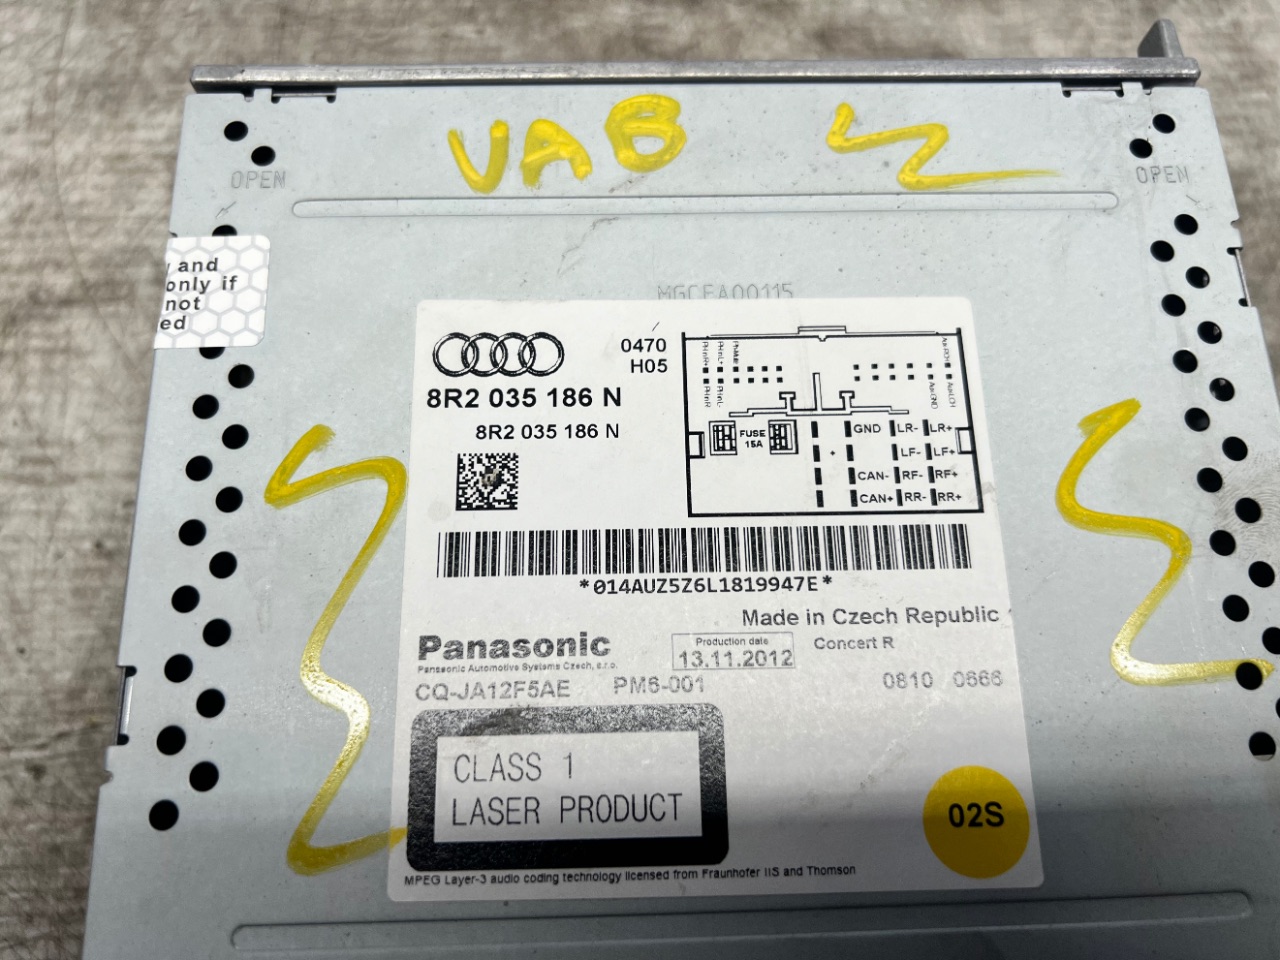 VAB
OPEN
OPEN
and
only if
not
ed
MGCFA00115
0470
H05
8R2 035 186 N
8R2 035 186 N
FUSE
15A
+
GND LR- LR+
LF- LF+
CAN- RF- RF+
CAN+ RR- RR+
*014AUZ5Z6L1819947E*
Made in Czech Republic
Panasonic
Panasonic Automotive Systems Czech, s.r.o.
Production date
13.11.2012
Concert R
CQ-JA12F5AE PM6-001
0810 0666
CLASS 1
LASER PRODUCT
02S
MPEG Layer-3 audio coding technology licensed from Fraunhofer IIS and Thomson